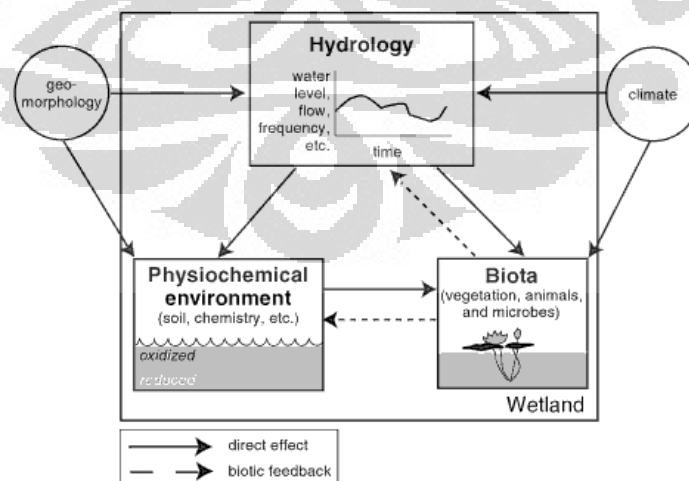 Hydrology
water
level,
flow,
frequency,
etc.
time
geo-
morphology
climate
Physiochemical
environment
(soil, chemistry, etc.)
oxidized
reduced
Biota
(vegetation, animals,
and microbes)
Wetland
direct effect
biotic feedback